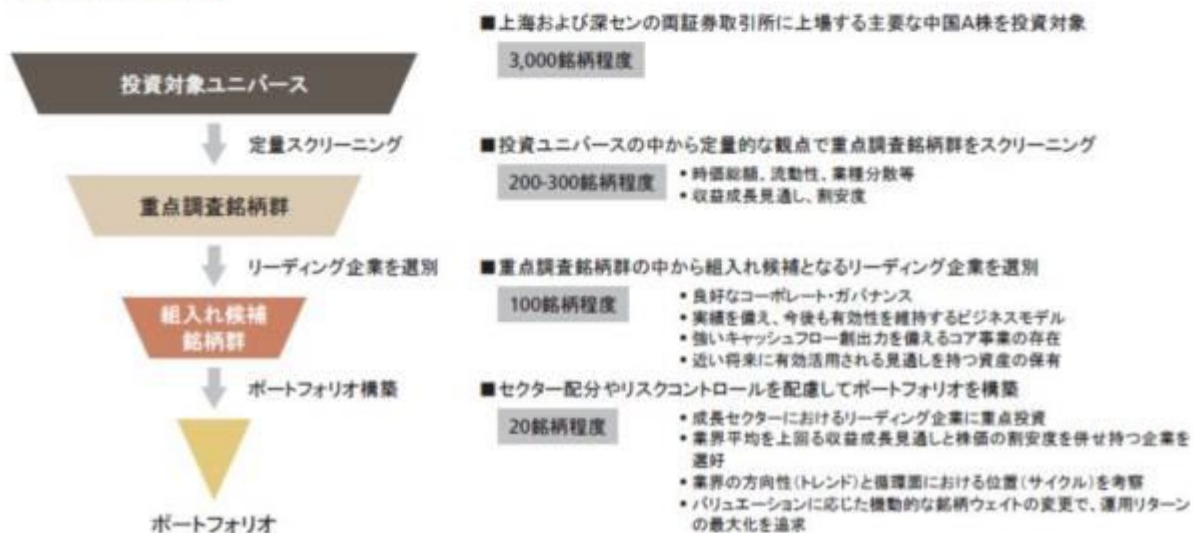 ■上海および深センの両証券取引所に上場する主要な中国A株を投資対象
3,000銘柄程度
投資対象ユニバース
定量スクリーニング
■投資ユニバースの中から定量的な観点で重点調査銘柄群をスクリーニング
200-300銘柄程度
• 時価総額、流動性、業種分散等
• 収益成長見通し、割安度
重点調査銘柄群
リーディング企業を選別
■重点調査銘柄群の中から組入れ候補となるリーディング企業を選別
100銘柄程度
• 良好なコーポレート・ガバナンス
• 実績を備え、今後も有効性を維持するビジネスモデル
• 強いキャッシュフロー創出力を備えるコア事業の存在
• 近い将来に有効活用される見通しを持つ資産の保有
組入れ候補
銘柄群
ポートフォリオ構築
■セクター配分やリスクコントロールを配慮してポートフォリオを構築
20銘柄程度
• 成長セクターにおけるリーディング企業に重点投資
• 業界平均を上回る収益成長見通しと株価の割安度を併せ持つ企業を
選好
• 業界の方向性(トレンド)と循環面における位置(サイクル)を考察
• バリュエーションに応じた機動的な銘柄ウェイトの変更で、運用リターン
の最大化を追求
ポートフォリオ